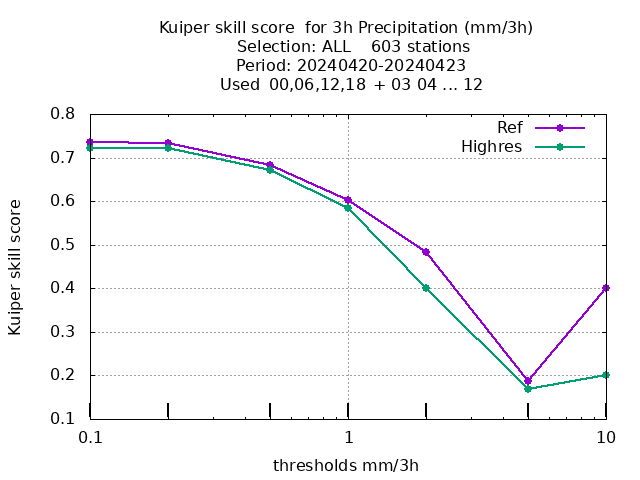 Kuiper skill score for 3h Precipitation (mm/3h)
Selection: ALL 603 stations
Period: 20240420-20240423
Used 00,06,12,18 + 03 04 ... 12
Ref
Highres
0.8
0.7
0.6
0.5
0.4
0.3
0.2
0.1
Kuiper skill score
0.1 1 10
thresholds mm/3h